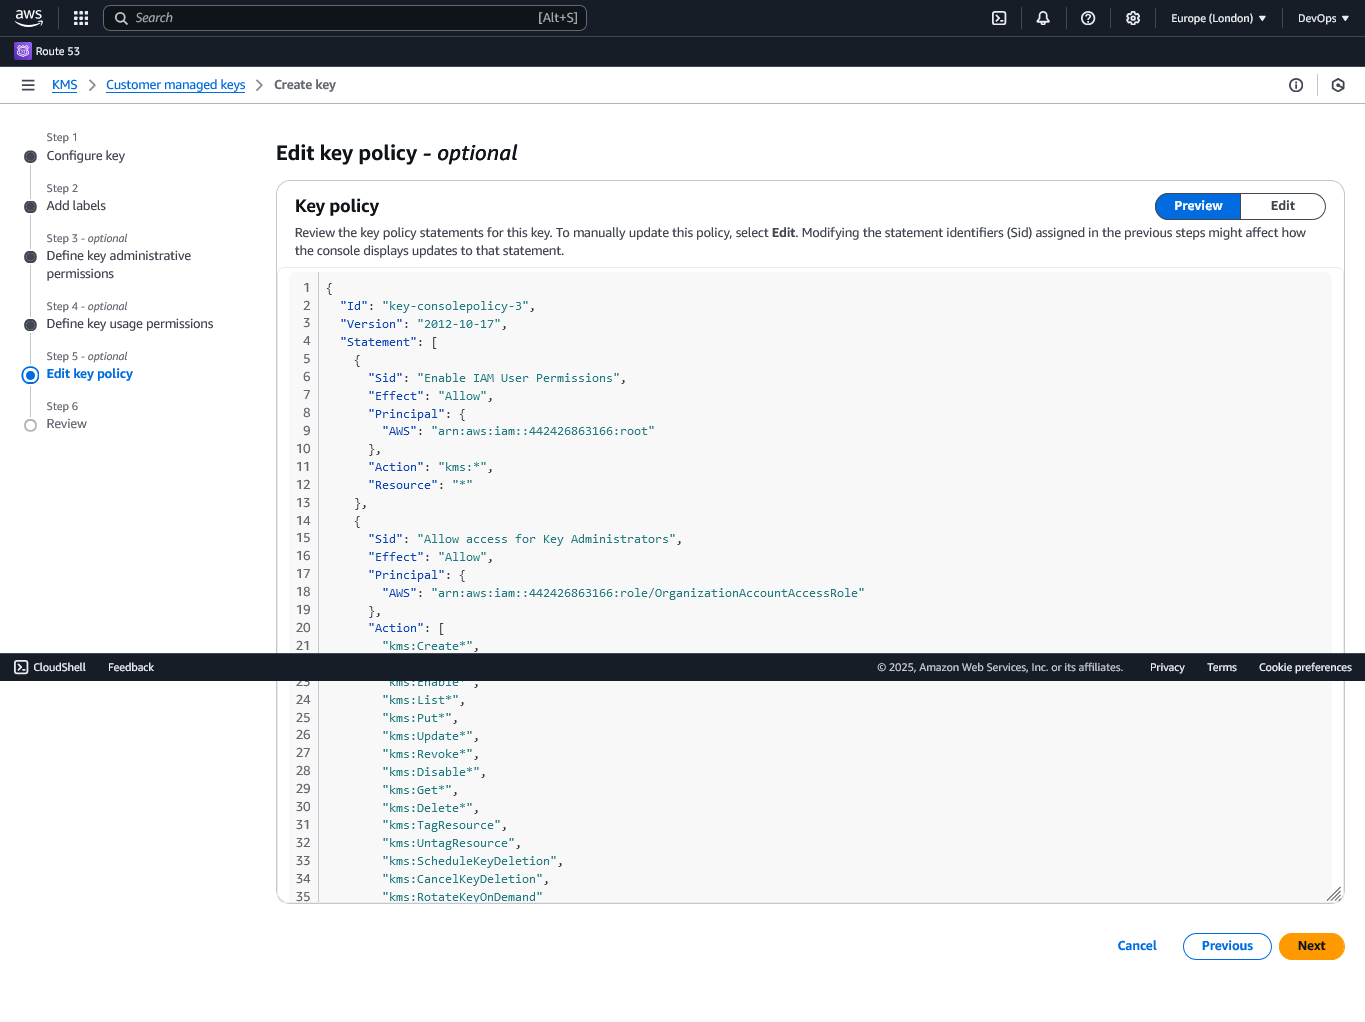 aws
Search
[Alt+S]
Europe (London)
DevOps
Route 53
KMS
Customer managed keys
Create key
Step 1
Configure key
Step 2
Add labels
Step 3 - optional
Define key administrative
permissions
Step 4 - optional
Define key usage permissions
Step 5 - optional
Edit key policy
Step 6
Review
Edit key policy - optional
Key policy
Preview
Edit
Review the key policy statements for this key. To manually update this policy, select Edit. Modifying the statement identifiers (Sid) assigned in the previous steps might affect how
the console displays updates to that statement.
1 {
2 "Id": "key-consolepolicy-3",
3 "Version": "2012-10-17",
4 "Statement": [
5 {
6 "Sid": "Enable IAM User Permissions",
7 "Effect": "Allow",
8 "Principal": {
9 "AWS": "arn:aws:iam::442426863166:root"
10 },
11 "Action": "kms:*",
12 "Resource": "*"
13 },
14 {
15 "Sid": "Allow access for Key Administrators",
16 "Effect": "Allow",
17 "Principal": {
18 "AWS": "arn:aws:iam::442426863166:role/OrganizationAccountAccessRole"
19 },
20 "Action": [
21 "kms:Create*",
CloudShell
Feedback
© 2025, Amazon Web Services, Inc. or its affiliates.
Privacy
Terms
Cookie preferences
23 "kms:Enable*",
24 "kms:List*",
25 "kms:Put*",
26 "kms:Update*",
27 "kms:Revoke*",
28 "kms:Disable*",
29 "kms:Get*",
30 "kms:Delete*",
31 "kms:TagResource",
32 "kms:UntagResource",
33 "kms:ScheduleKeyDeletion",
34 "kms:CancelKeyDeletion",
35 "kms:RotateKeyOnDemand"
Cancel
Previous
Next